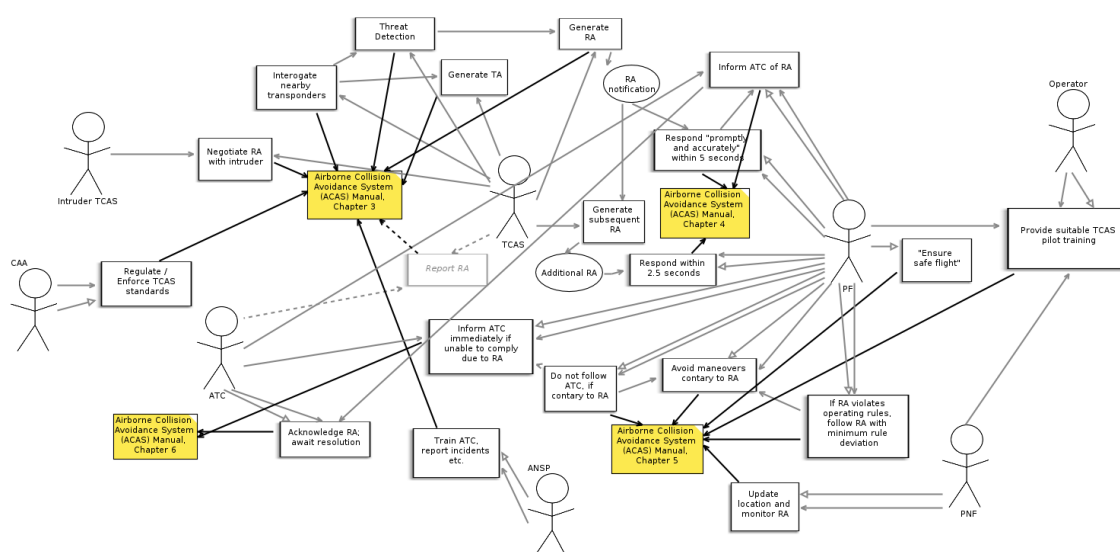 Threat
Detection
Generate
RA
Interogate
nearby
transponders
Generate TA
RA
notification
Inform ATC of RA
Operator
Negotiate RA
with intruder
Respond "promptly
and accurately"
within 5 seconds
Intruder TCAS
Airborne Collision
Avoidance System
(ACAS) Manual,
Chapter 3
TCAS
Generate
subsequent
RA
Airborne Collision
Avoidance System
(ACAS) Manual,
Chapter 4
Provide suitable TCAS
pilot training
CAA
Regulate /
Enforce TCAS
standards
Report RA
Additional RA
Respond within
2.5 seconds
PF
"Ensure
safe flight"
ATC
Inform ATC
immediately if
unable to comply
due to RA
Do not follow
ATC, if
contary to RA
Avoid maneuvers
contary to RA
If RA violates
operating rules,
follow RA with
minimum rule
deviation
Airborne Collision
Avoidance System
(ACAS) Manual,
Chapter 6
Acknowledge RA;
await resolution
Train ATC,
report incidents
etc.
Airborne Collision
Avoidance System
(ACAS) Manual,
Chapter 5
ANSP
Update
location and
monitor RA
PNF